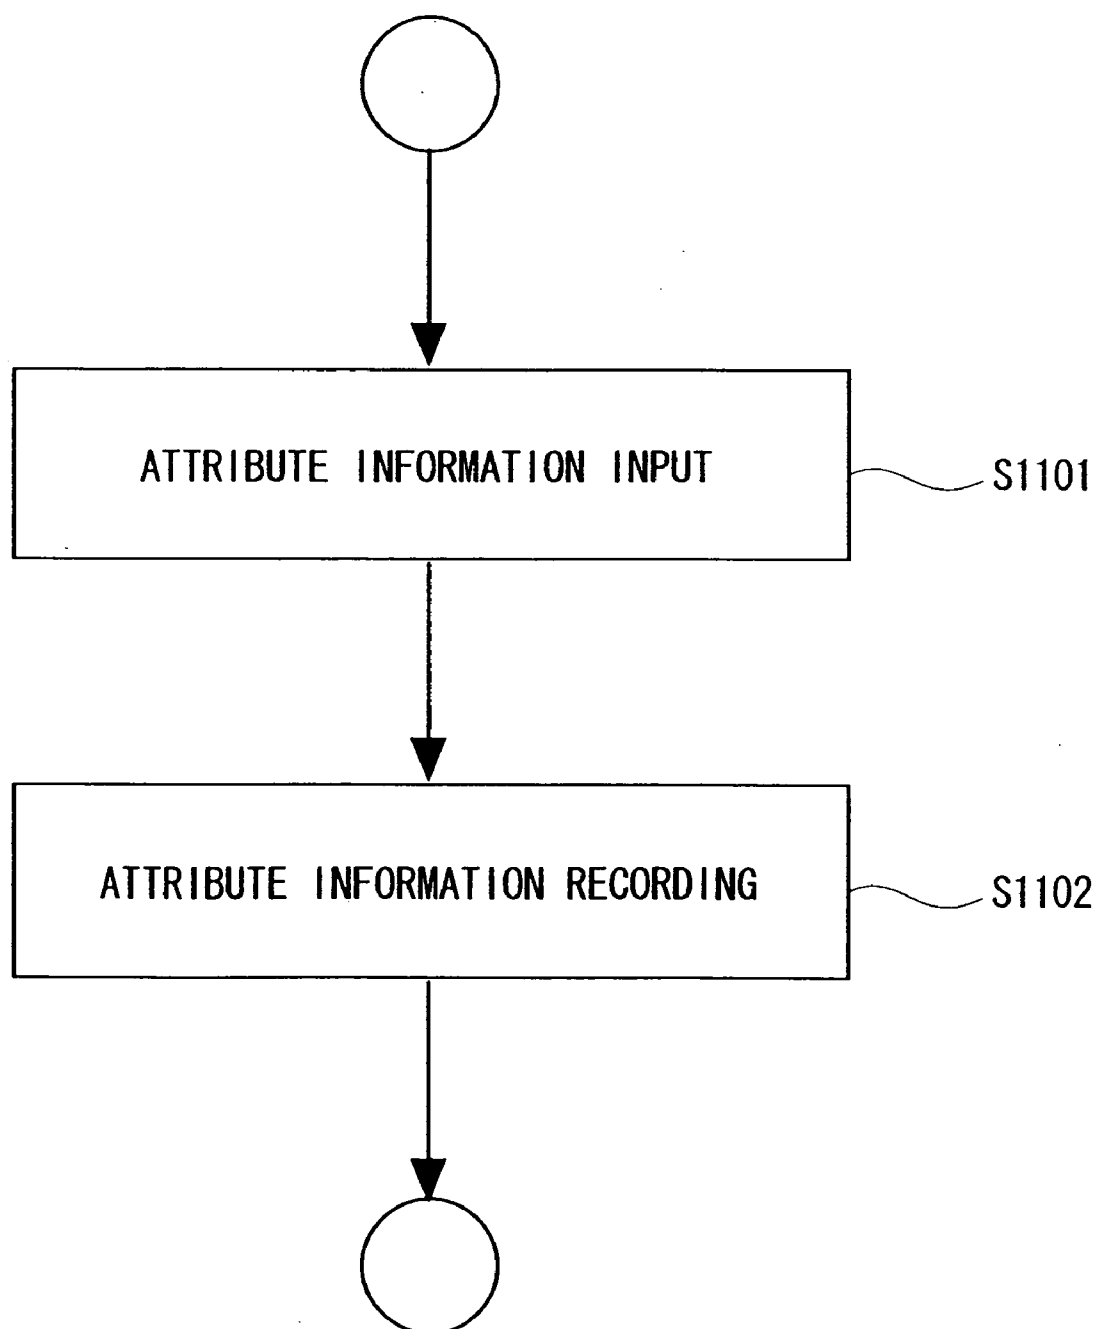 ATTRIBUTE INFORMATION INPUT
S1101
ATTRIBUTE INFORMATION RECORDING
S1102